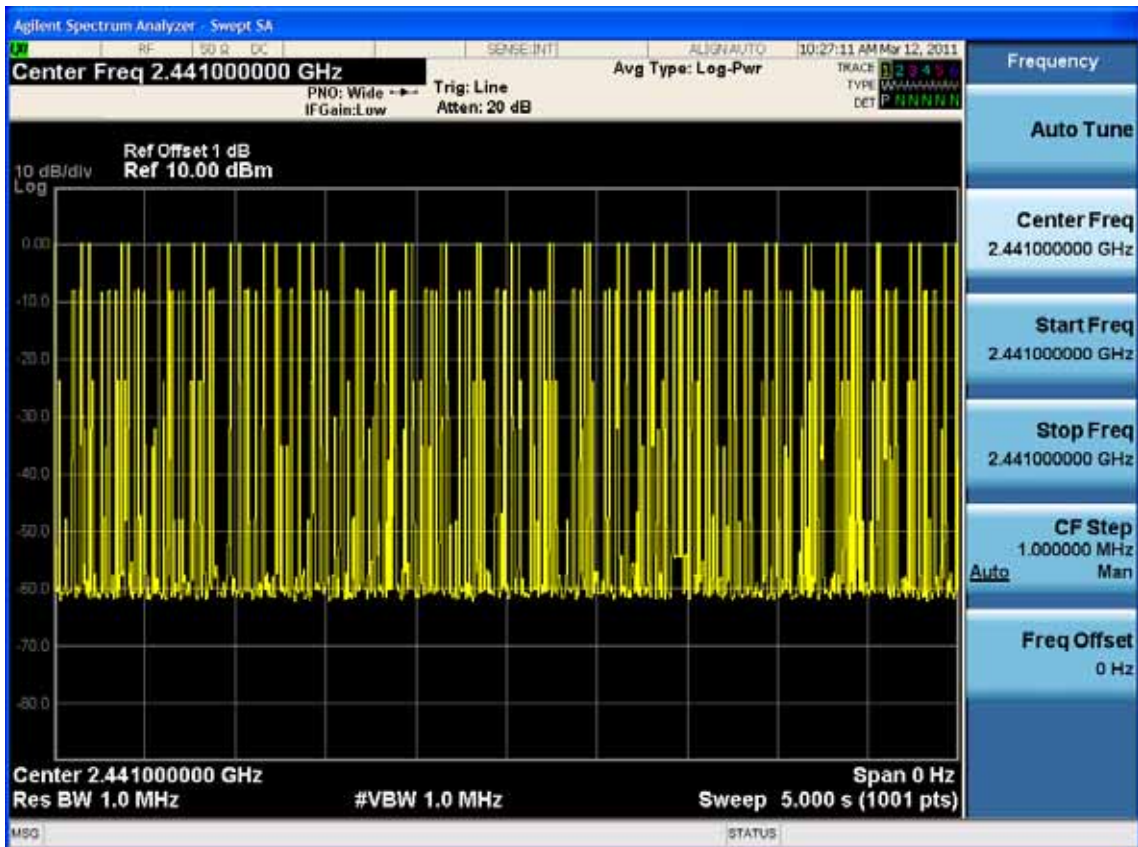 Agilent Spectrum Analyzer - Swept SA
RF 50 Ω DC SENSE:INT ALIGN AUTO 10:27:11 AM Mar 12, 2011
Center Freq 2.441000000 GHz
PNO: Wide
IFGain:Low
Trig: Line
Atten: 20 dB
Avg Type: Log-Pwr
TRACE 1 2 3 4 5 6
TYPE
DET P N N N N N
Ref Offset 1 dB
10 dB/div Ref 10.00 dBm
Log
0.00
-10.0
-20.0
-30.0
-40.0
-50.0
-60.0
-70.0
-80.0
Center 2.441000000 GHz Span 0 Hz
Res BW 1.0 MHz #VBW 1.0 MHz Sweep 5.000 s (1001 pts)
MSG STATUS
Frequency
Auto Tune
Center Freq
2.441000000 GHz
Start Freq
2.441000000 GHz
Stop Freq
2.441000000 GHz
CF Step
1.000000 MHz
Auto Man
Freq Offset
0 Hz